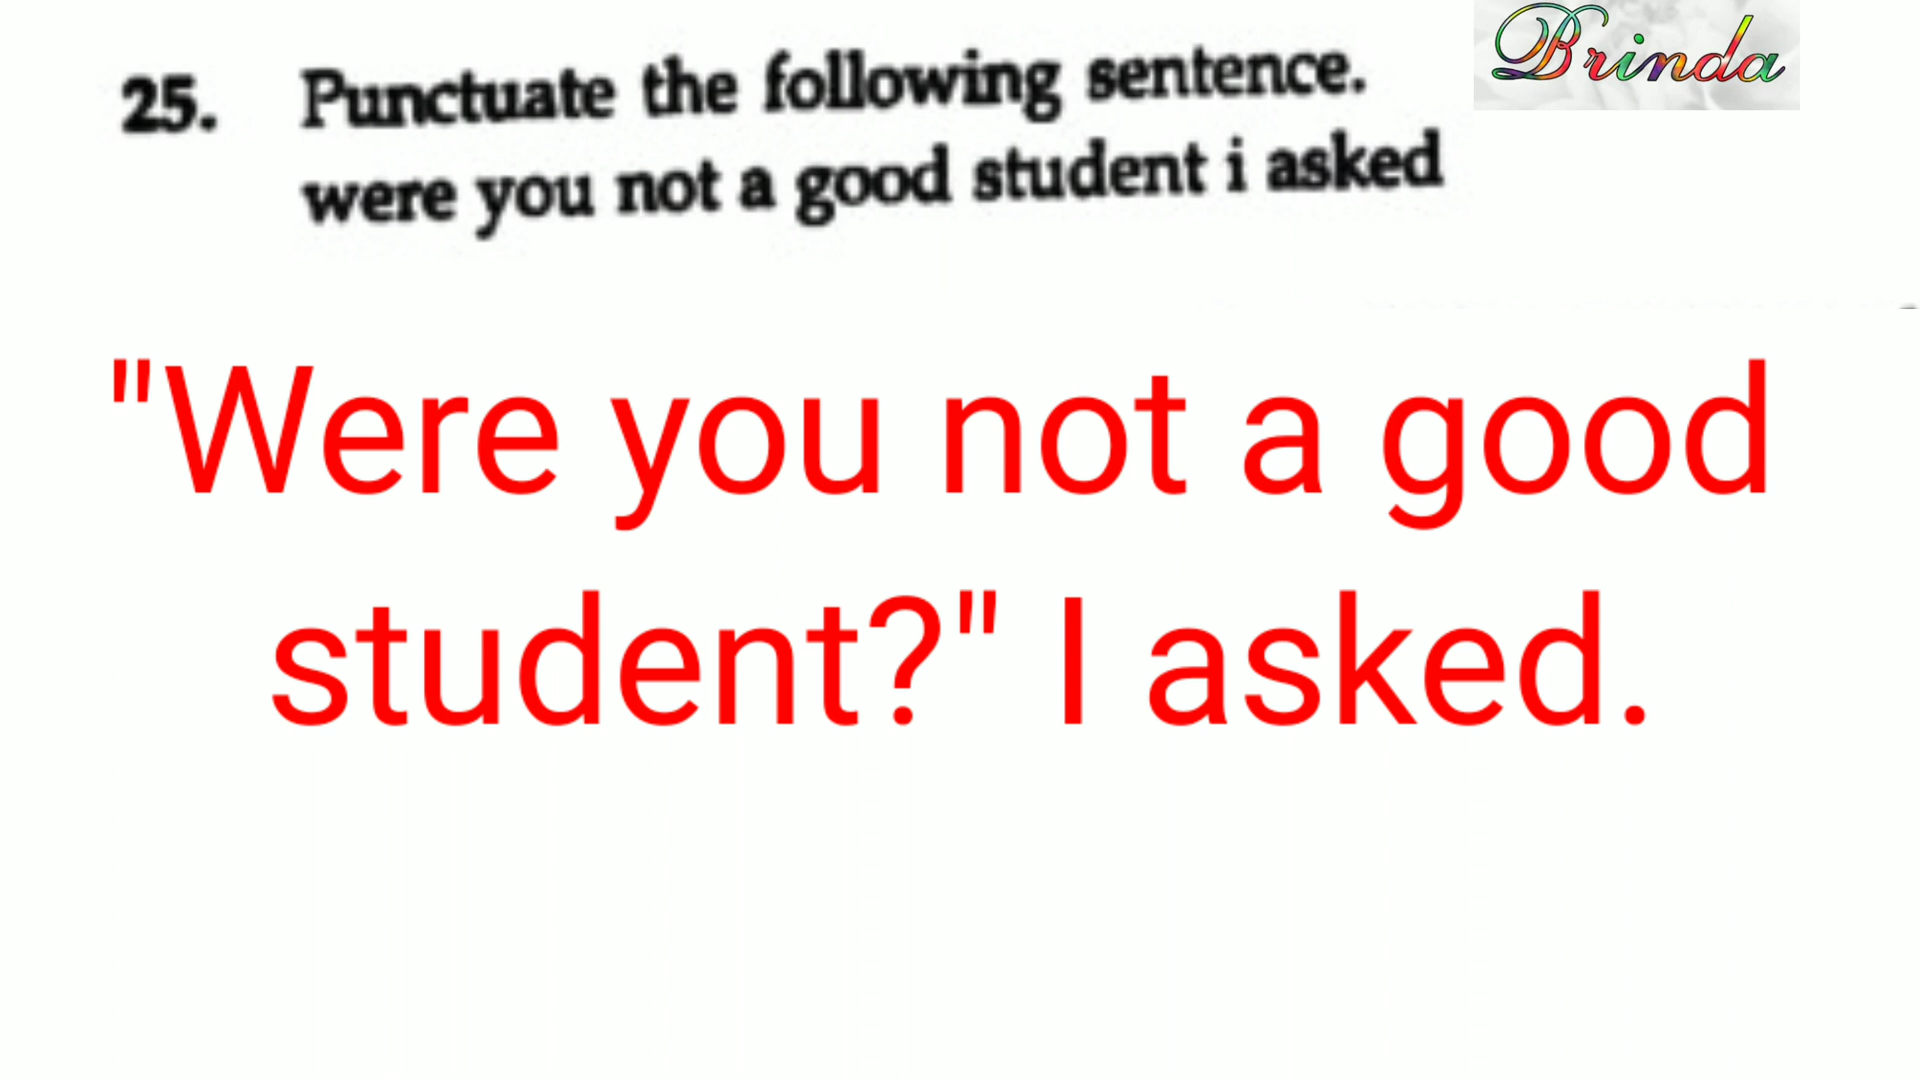 Brinda
25. Punctuate the following sentence.
were you not a good student i asked
"Were you not a good
student?" I asked.